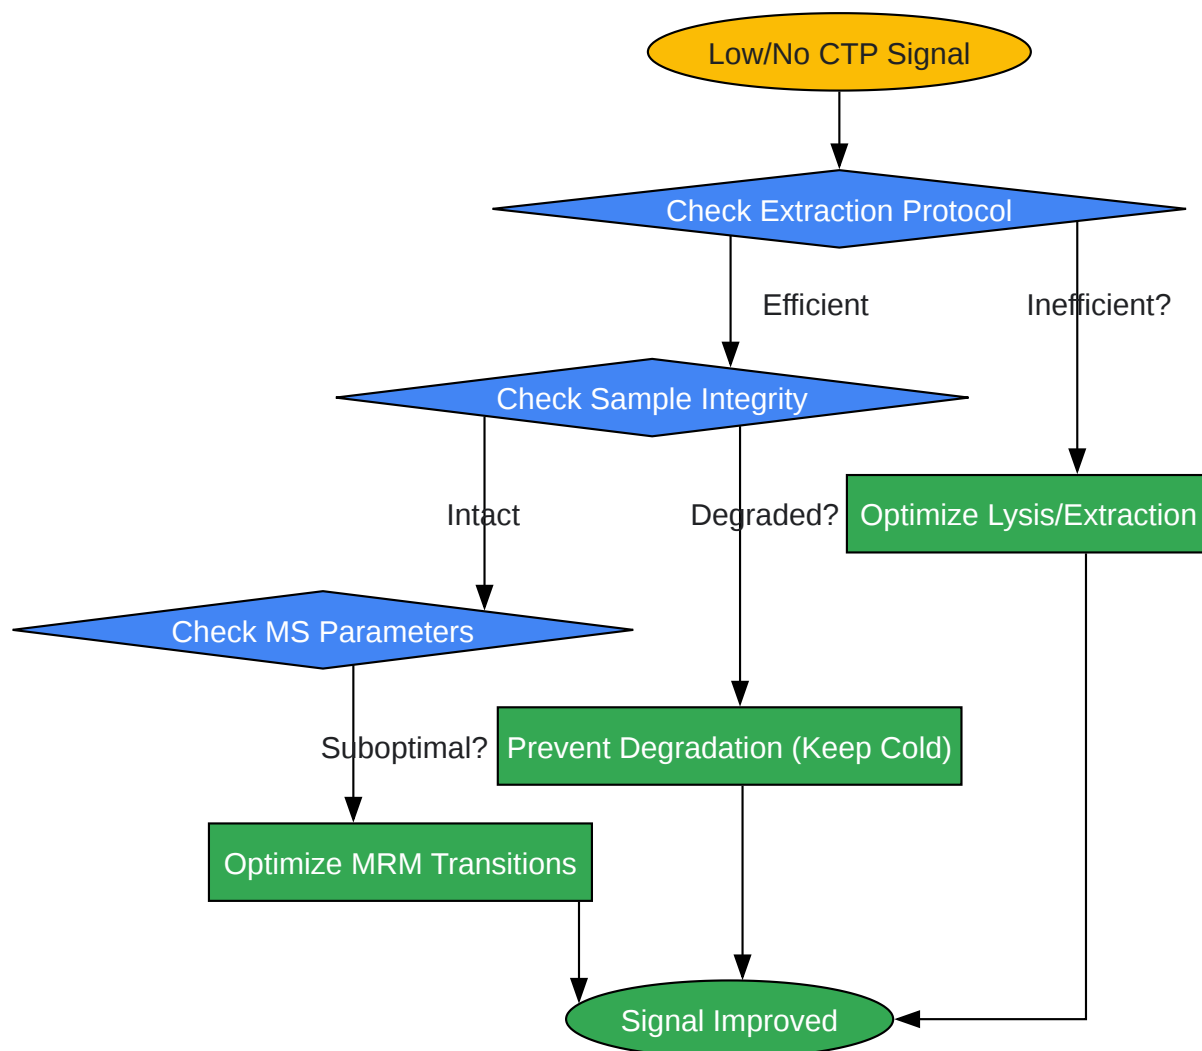 Low/No CTP Signal
Check Extraction Protocol
Efficient
Inefficient?
Check Sample Integrity
Intact
Degraded?
Optimize Lysis/Extraction
Check MS Parameters
Suboptimal?
Prevent Degradation (Keep Cold)
Optimize MRM Transitions
Signal Improved